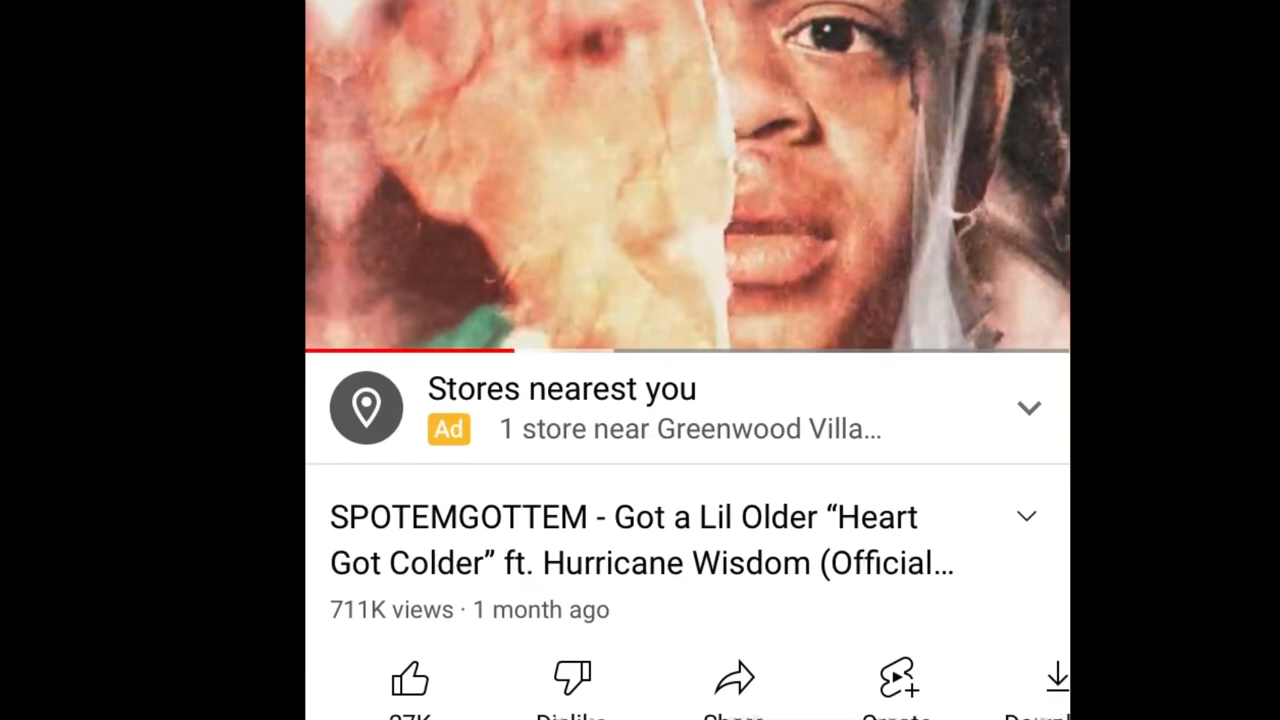 Stores nearest you
Ad 1 store near Greenwood Villa...
SPOTEMGOTTEM - Got a Lil Older “Heart
Got Colder” ft. Hurricane Wisdom (Official...
711K views · 1 month ago